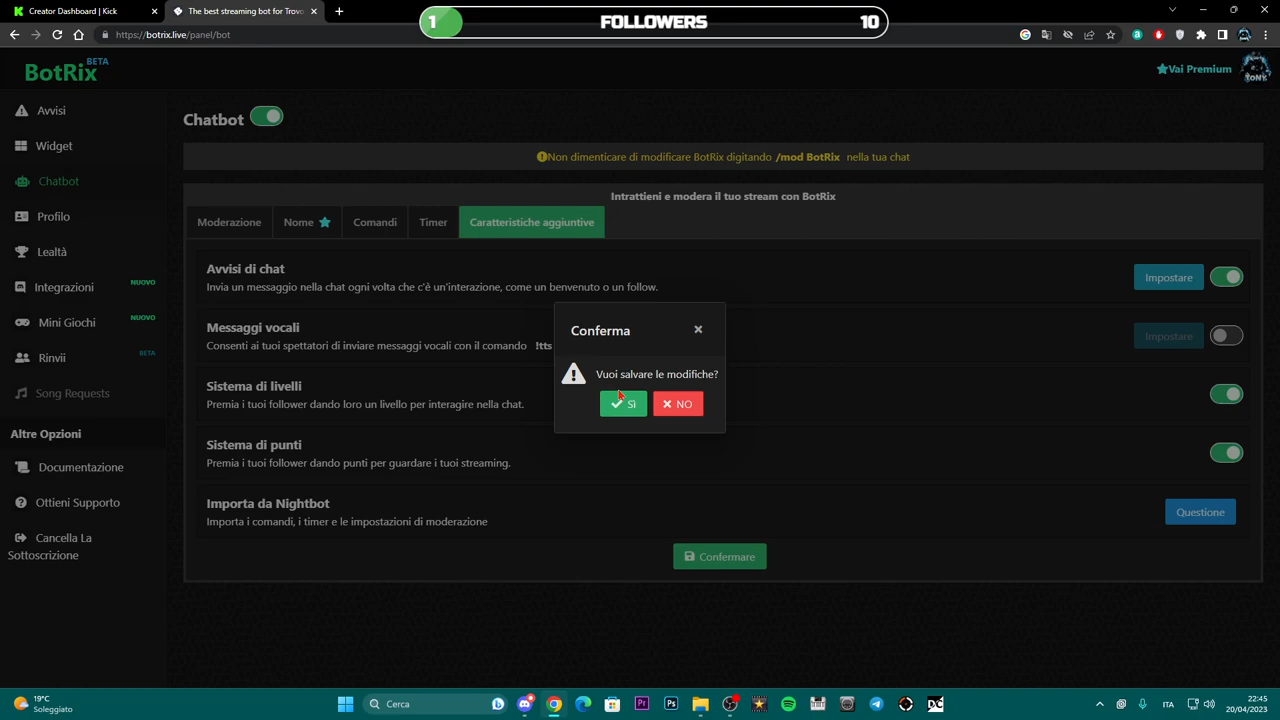 Creator Dashboard | Kick
The best streaming bot for Trovo
1 FOLLOWERS 10
https://botrix.live/panel/bot
BotRix BETA
Vai Premium
TONY
Avvisi
Widget
Chatbot
Profilo
Lealtà
Integrazioni NUOVO
Mini Giochi NUOVO
Rinvii BETA
Song Requests
Altre Opzioni
Documentazione
Ottieni Supporto
Cancella La
Sottoscrizione
Chatbot
Non dimenticare di modificare BotRix digitando /mod BotRix nella tua chat
Intrattieni e modera il tuo stream con BotRix
Moderazione Nome Comandi Timer Caratteristiche aggiuntive
Avvisi di chat
Invia un messaggio nella chat ogni volta che c'è un'interazione, come un benvenuto o un follow.
Impostare
Messaggi vocali
Consenti ai tuoi spettatori di inviare messaggi vocali con il comando !tts
Impostare
Sistema di livelli
Premia i tuoi follower dando loro un livello per interagire nella chat.
Sistema di punti
Premia i tuoi follower dando punti per guardare i tuoi streaming.
Importa da Nightbot
Importa i comandi, i timer e le impostazioni di moderazione
Questione
Confermare
Conferma
Vuoi salvare le modifiche?
Sì NO
19°C
Soleggiato
Cerca
Pr
Ps
DC
ITA
22:45
20/04/2023